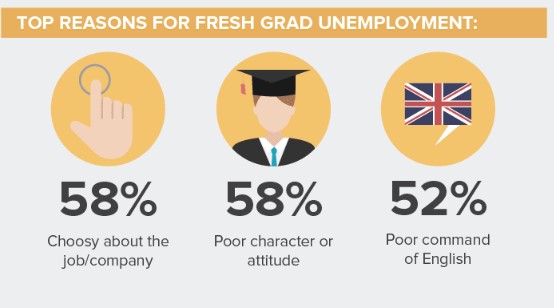 TOP REASONS FOR FRESH GRAD UNEMPLOYMENT:
58%
Choosy about the
job/company
58%
Poor character or
attitude
52%
Poor command
of English